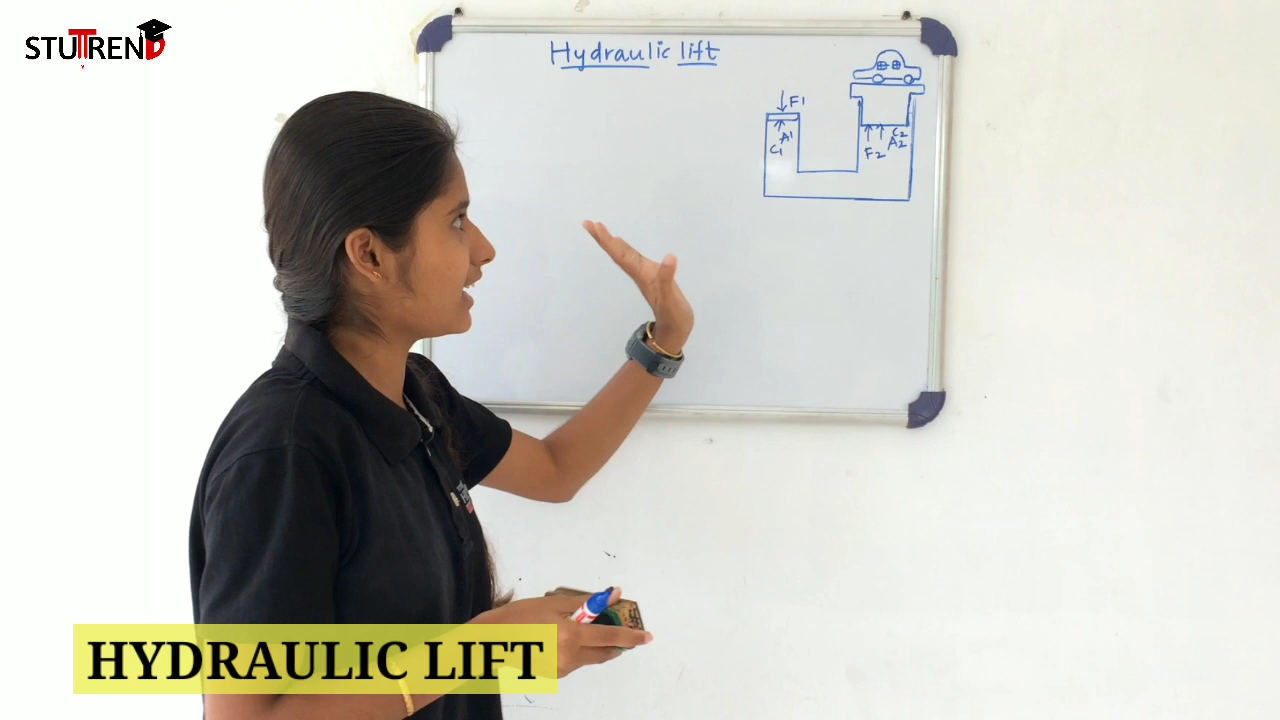 STUTREND
Hydraulic lift
F1
A1
C1
C2
A2
F2
HYDRAULIC LIFT